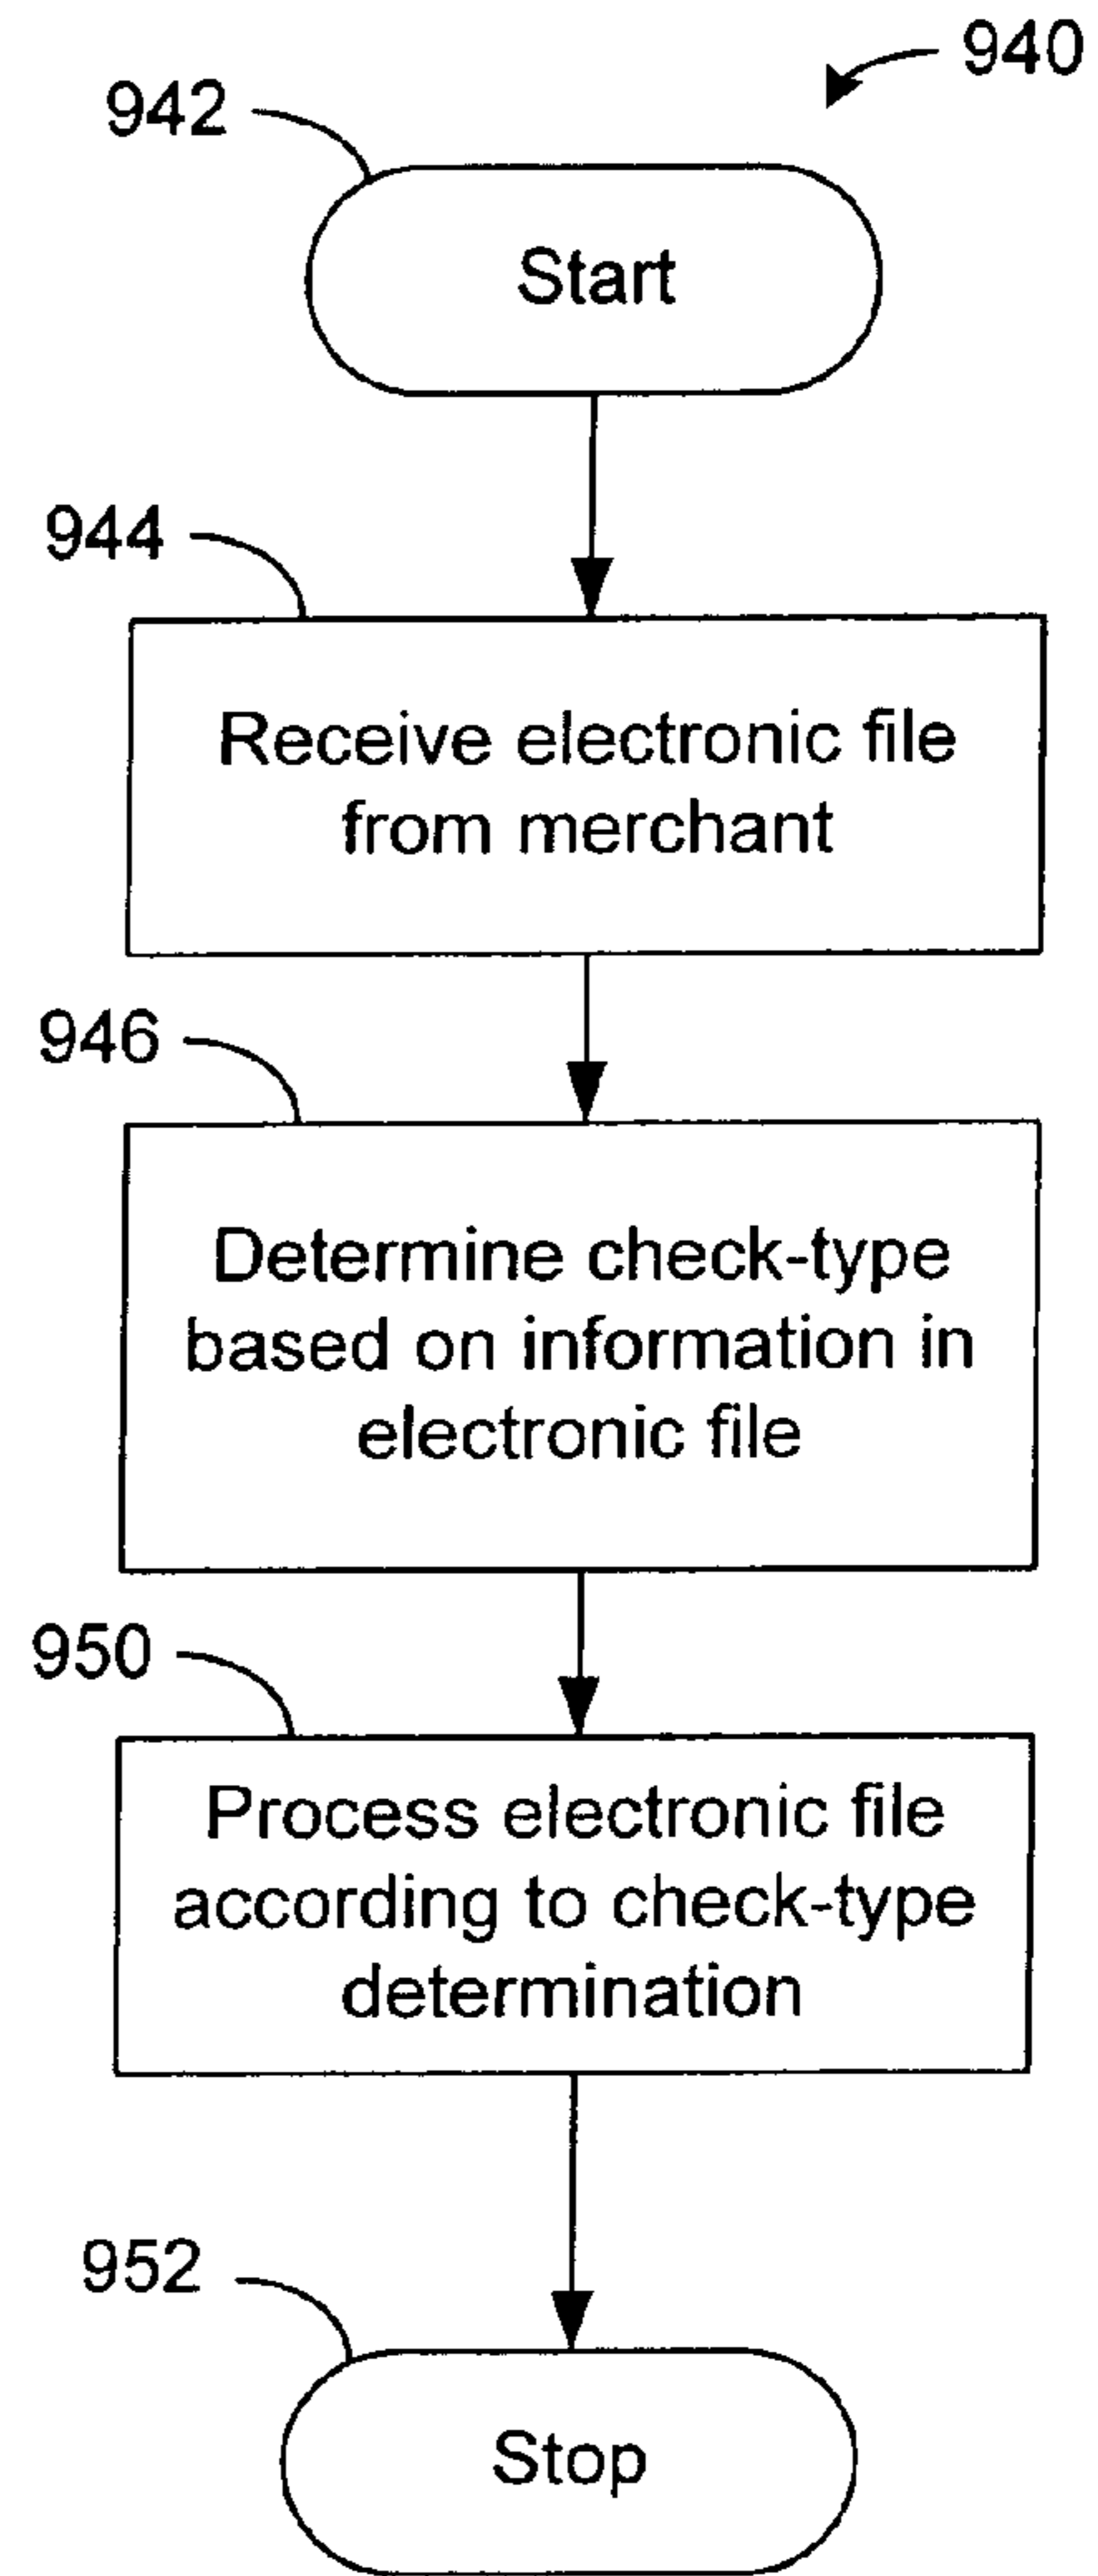 940
942
Start
944
Receive electronic file
from merchant
946
Determine check-type
based on information in
electronic file
950
Process electronic file
according to check-type
determination
952
Stop